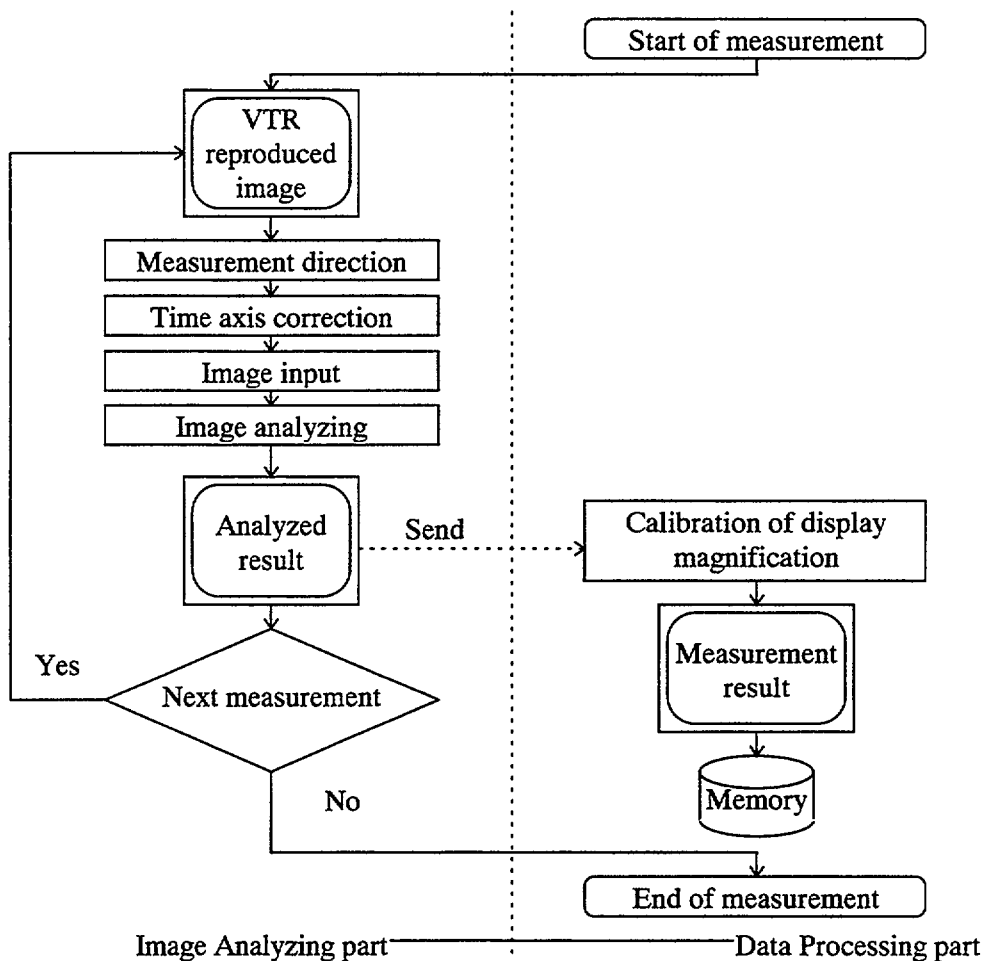 Start of measurement
VTR
reproduced
image
Measurement direction
Time axis correction
Image input
Image analyzing
Analyzed
result
Send
Calibration of display
magnification
Measurement
result
Memory
Yes
Next measurement
No
End of measurement
Image Analyzing part
Data Processing part